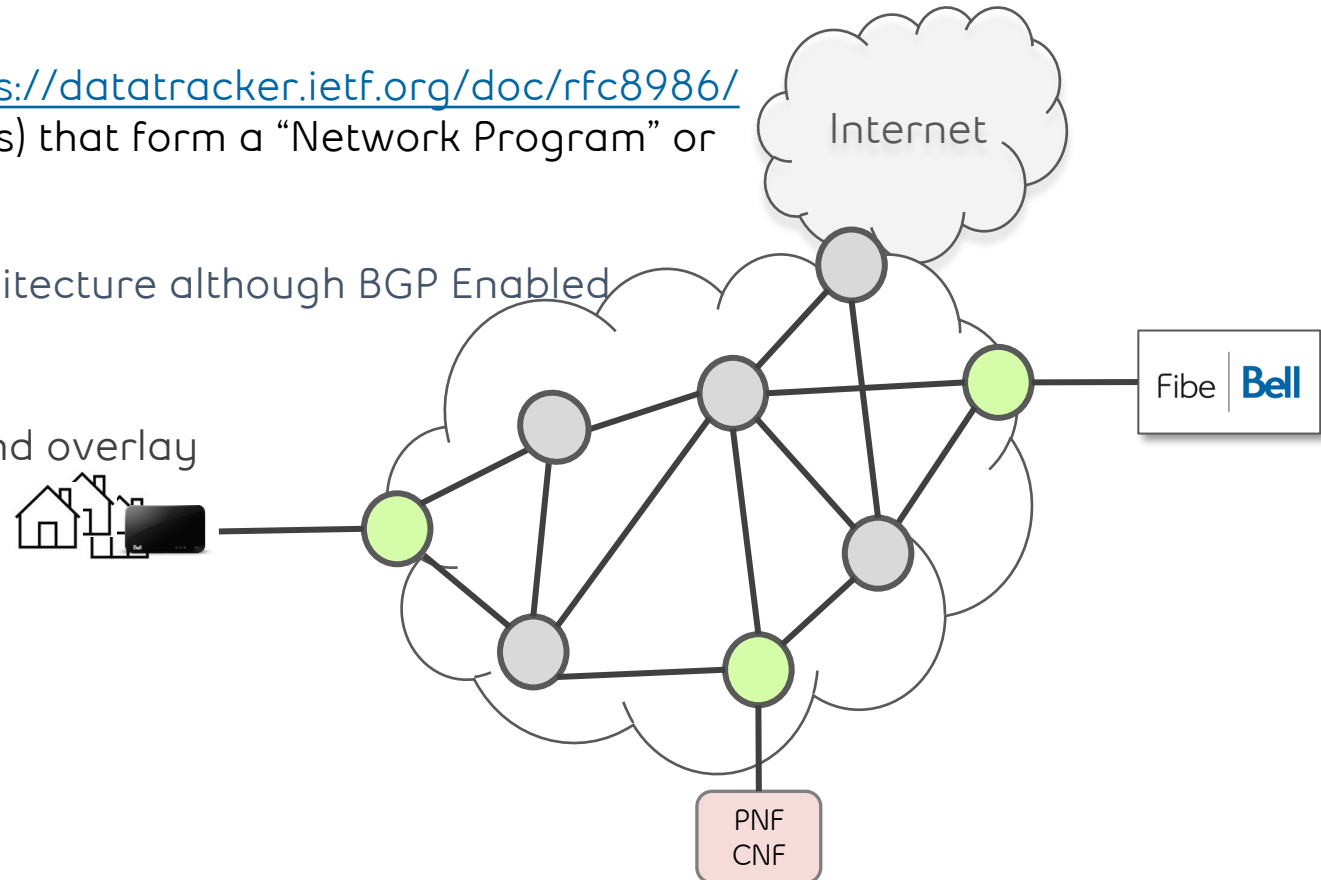 s://datatracker.ietf.org/doc/rfc8986/
s) that form a “Network Program” or
Internet
itecture although BGP Enabled
Fibe Bell
nd overlay
Bell
PNF
CNF